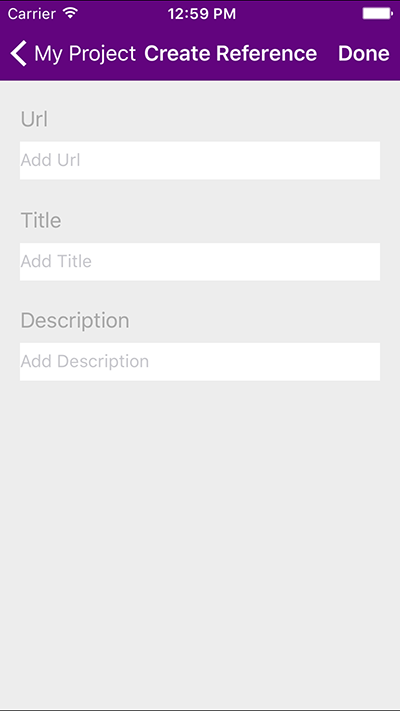 Carrier 12:59 PM
My Project Create Reference Done
Url
Add Url
Title
Add Title
Description
Add Description